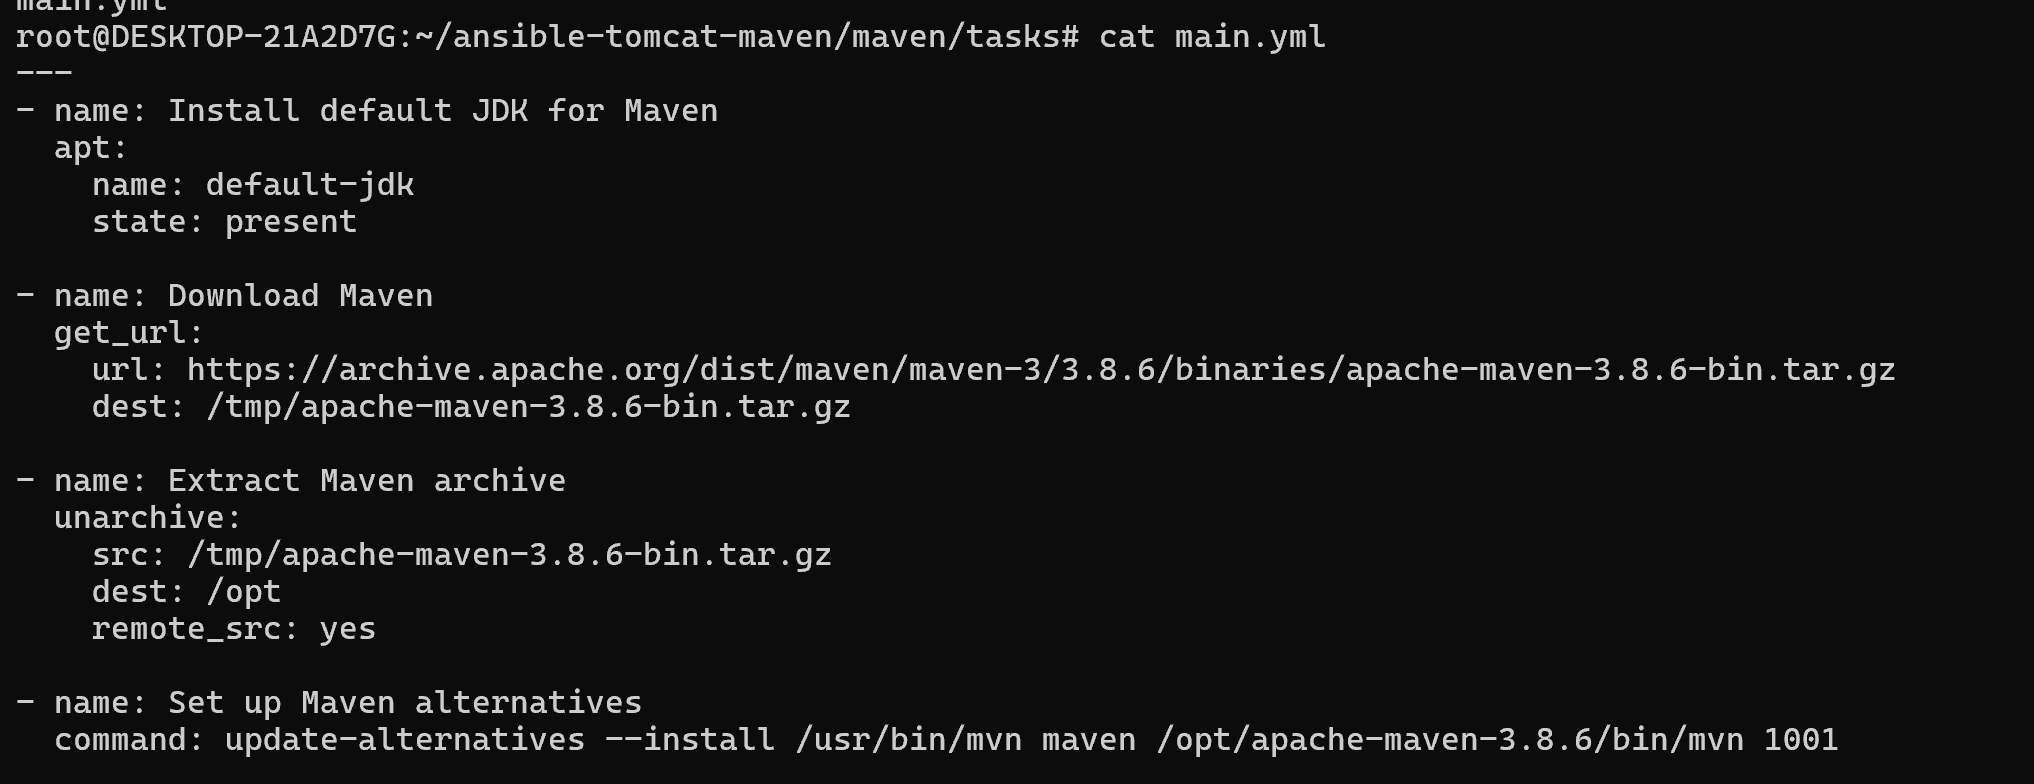 main.yml
root@DESKTOP-21A2D7G:~/ansible-tomcat-maven/maven/tasks# cat main.yml
---
- name: Install default JDK for Maven
  apt:
    name: default-jdk
    state: present

- name: Download Maven
  get_url:
    url: https://archive.apache.org/dist/maven/maven-3/3.8.6/binaries/apache-maven-3.8.6-bin.tar.gz
    dest: /tmp/apache-maven-3.8.6-bin.tar.gz

- name: Extract Maven archive
  unarchive:
    src: /tmp/apache-maven-3.8.6-bin.tar.gz
    dest: /opt
    remote_src: yes

- name: Set up Maven alternatives
  command: update-alternatives --install /usr/bin/mvn maven /opt/apache-maven-3.8.6/bin/mvn 1001